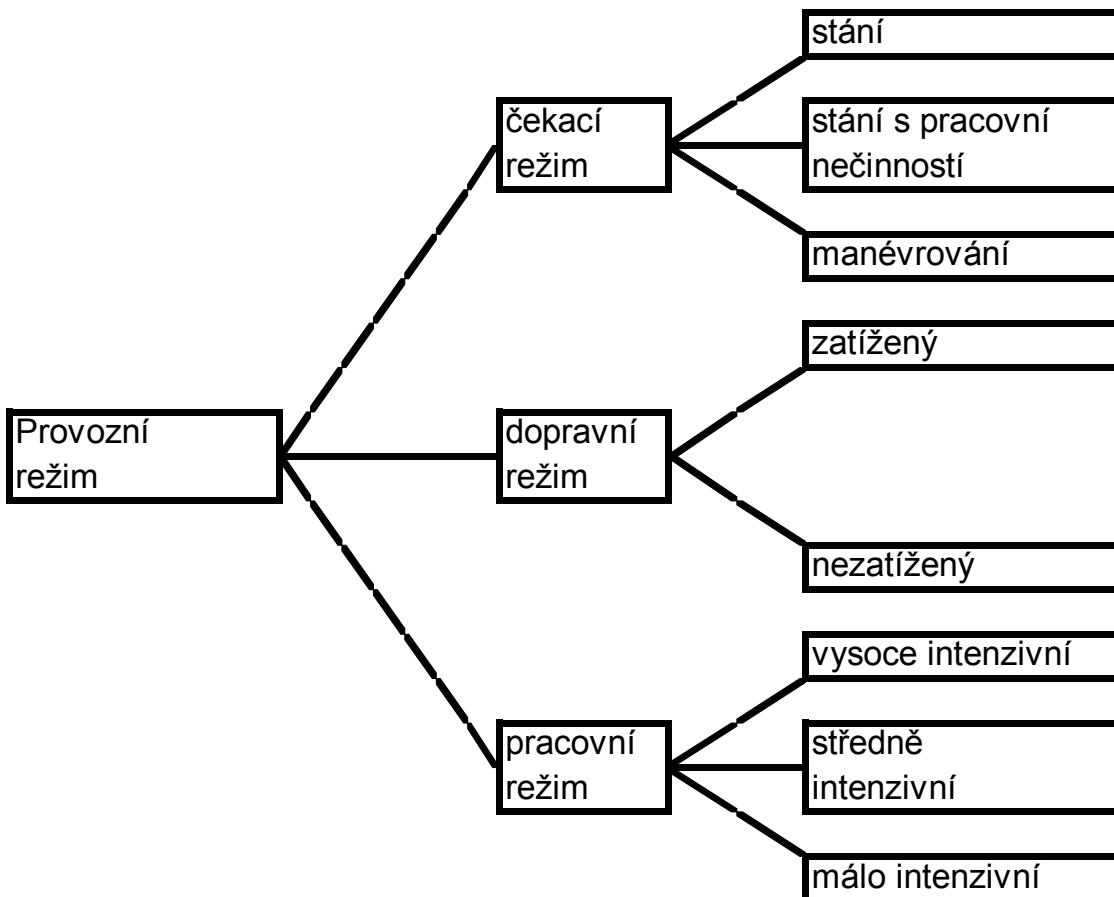 stání
čekací
režim
stání s pracovní
nečinností
manévrování
zatížený
Provozní
režim
dopravní
režim
nezatížený
vysoce intenzivní
pracovní
režim
středně
intenzivní
málo intenzivní